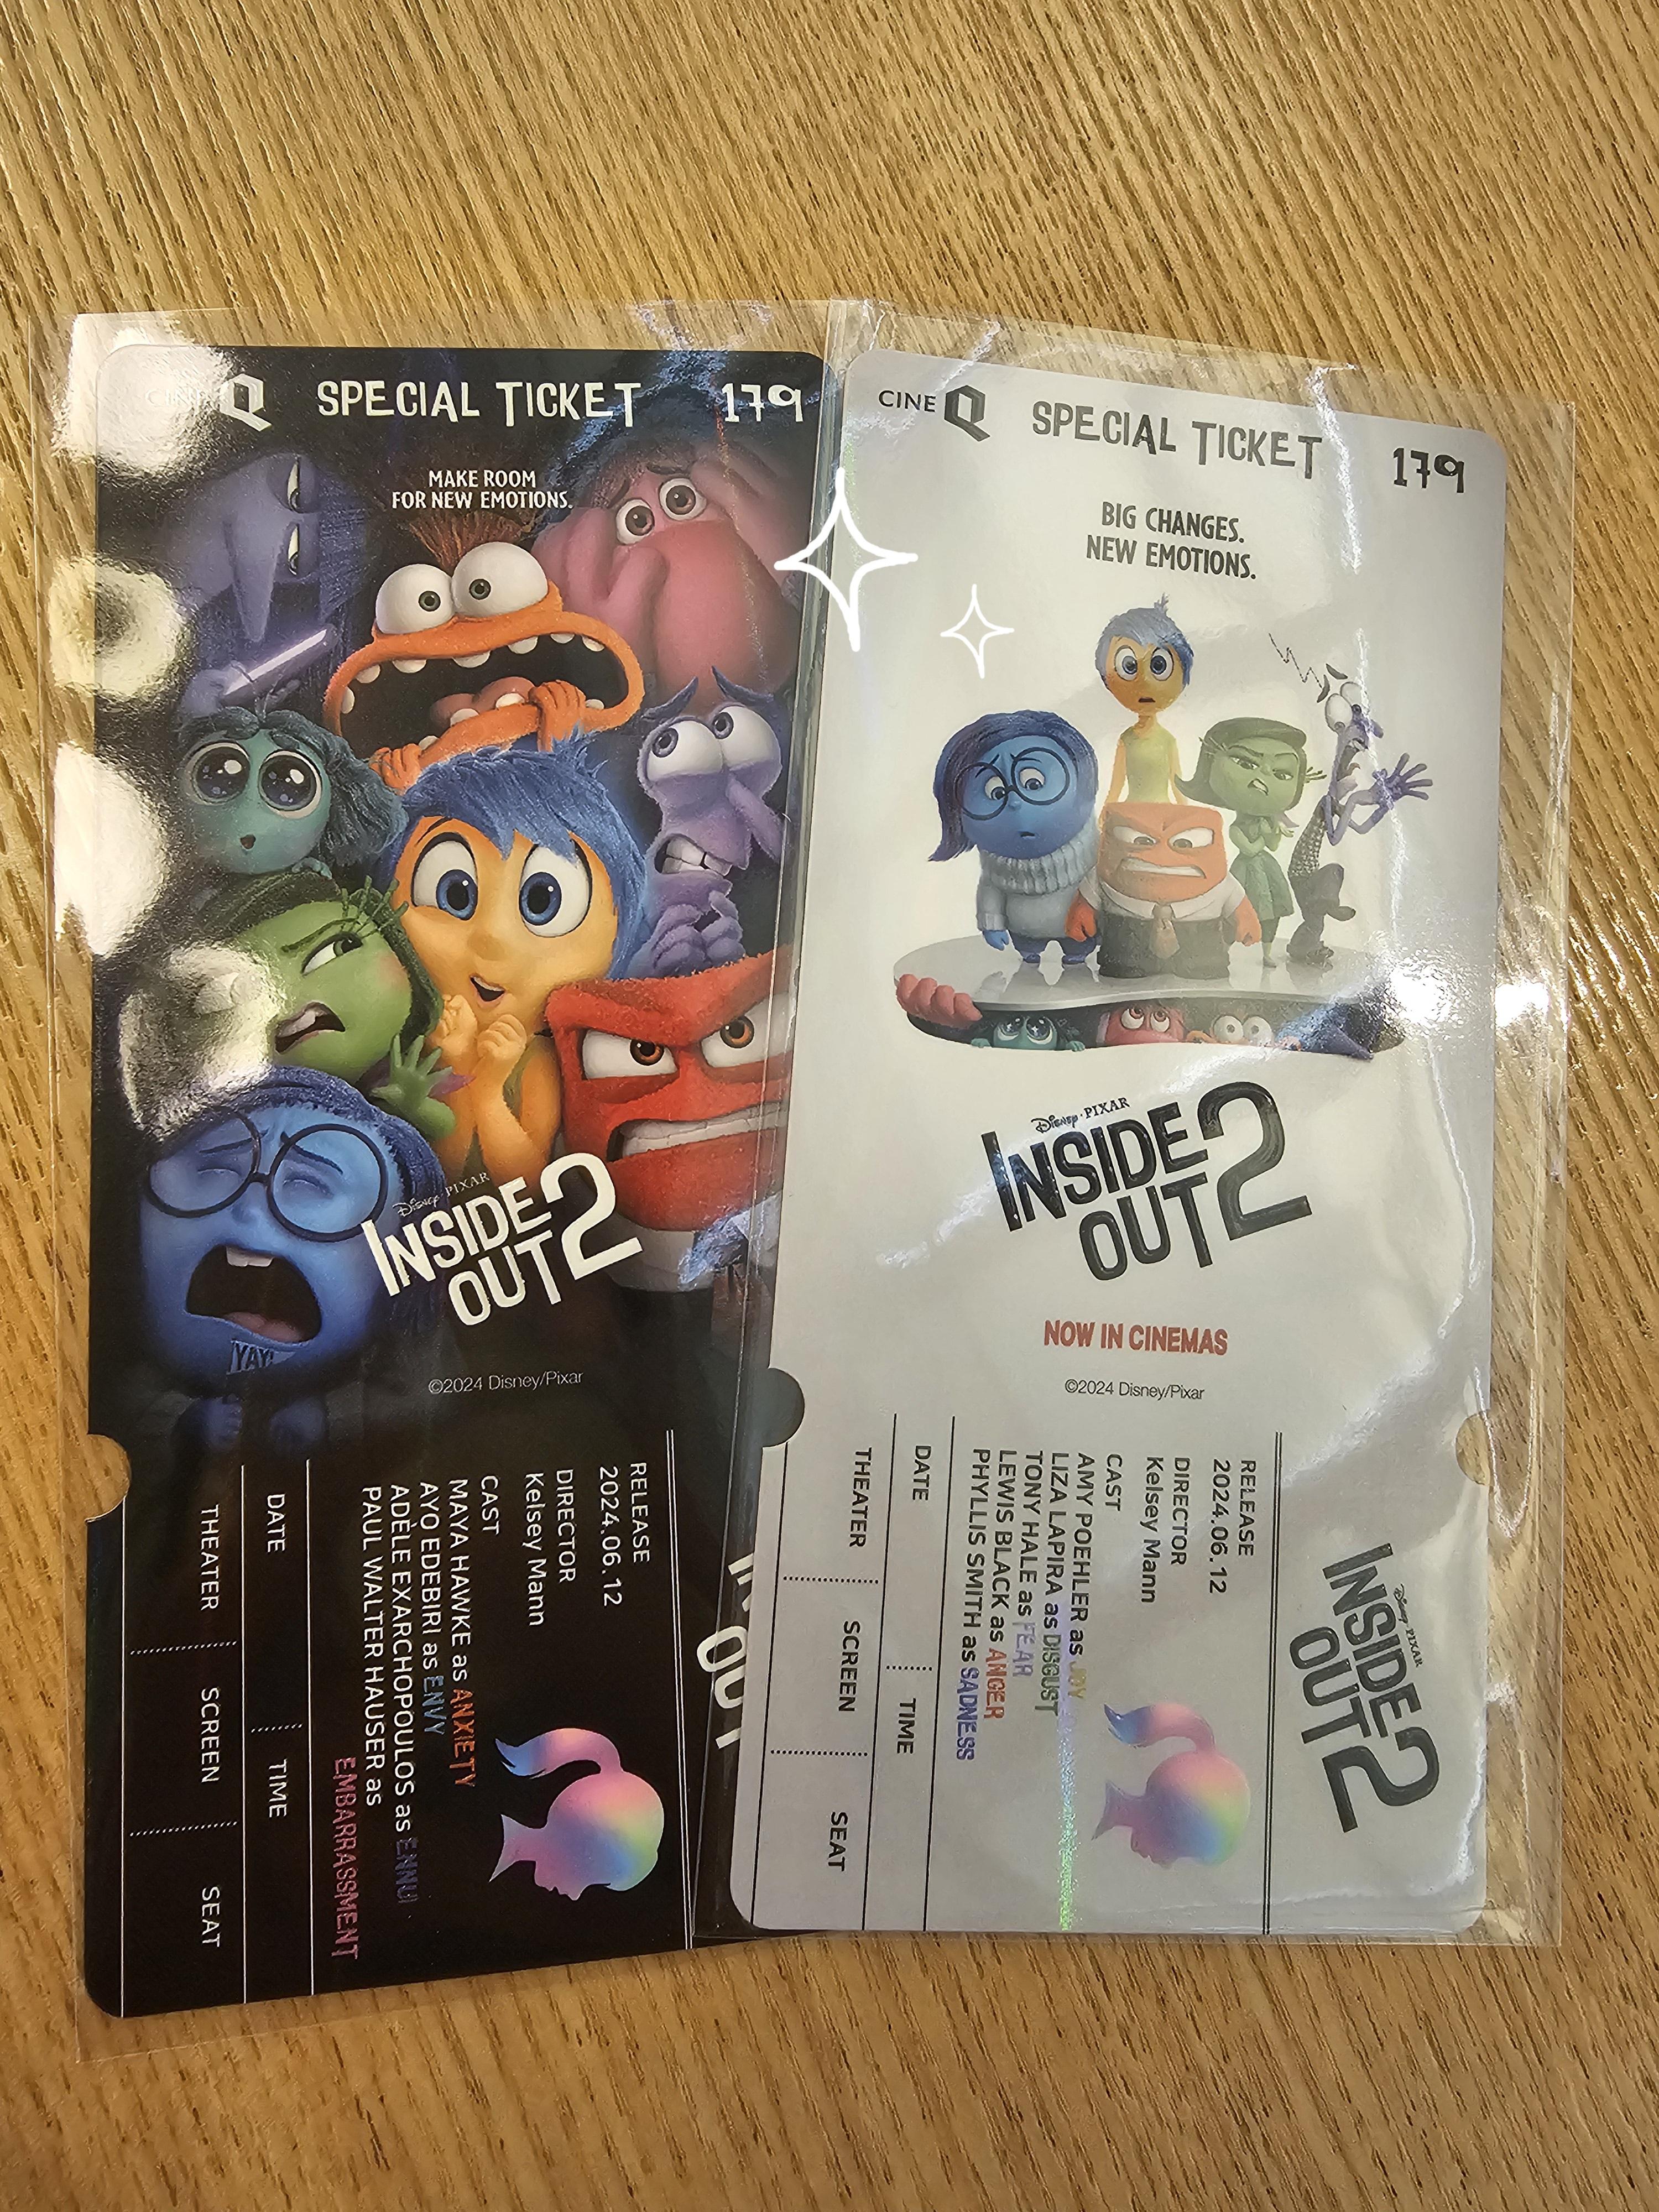 CINE Q SPECIAL TICKET 179
MAKE ROOM
FOR NEW EMOTIONS.
YAY!
Disney · PIXAR
INSIDE
OUT 2
©2024 Disney/Pixar
RELEASE
2024.06.12
DIRECTOR
Kelsey Mann
CAST
MAYA HAWKE as ANXIETY
AYO EDEBIRI as ENVY
ADÈLE EXARCHOPOULOS as ENNUI
PAUL WALTER HAUSER as
EMBARRASSMENT
DATE TIME
THEATER SCREEN SEAT
CINE Q SPECIAL TICKET 179
BIG CHANGES.
NEW EMOTIONS.
Disney · PIXAR
INSIDE
OUT 2
NOW IN CINEMAS
©2024 Disney/Pixar
Disney · PIXAR
INSIDE
OUT 2
RELEASE
2024.06.12
DIRECTOR
Kelsey Mann
CAST
AMY POEHLER as JOY
LIZA LAPIRA as DISGUST
TONY HALE as FEAR
LEWIS BLACK as ANGER
PHYLLIS SMITH as SADNESS
DATE TIME
THEATER SCREEN SEAT